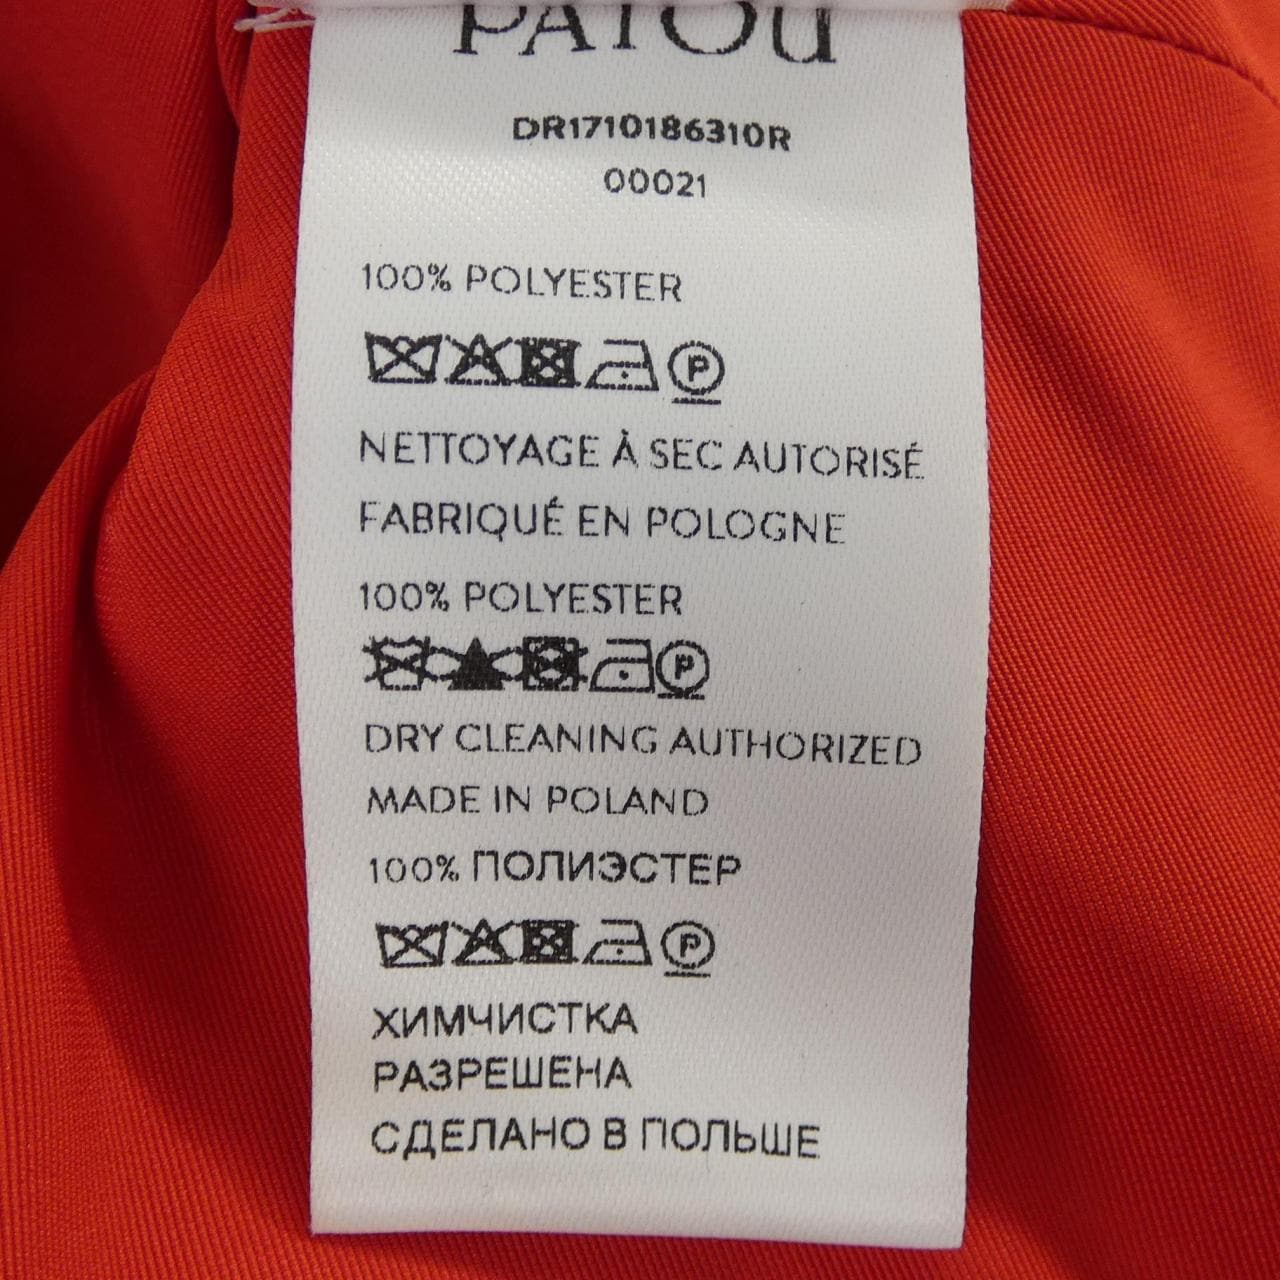 PATOU
DR1710186310R
00021
100% POLYESTER
P
NETTOYAGE À SEC AUTORISÉ
FABRIQUÉ EN POLOGNE
100% POLYESTER
P
DRY CLEANING AUTHORIZED
MADE IN POLAND
100% ПОЛИЭСТЕР
P
ХИМЧИСТКА
РАЗРЕШЕНА
СДЕЛАНО В ПОЛЬШЕ